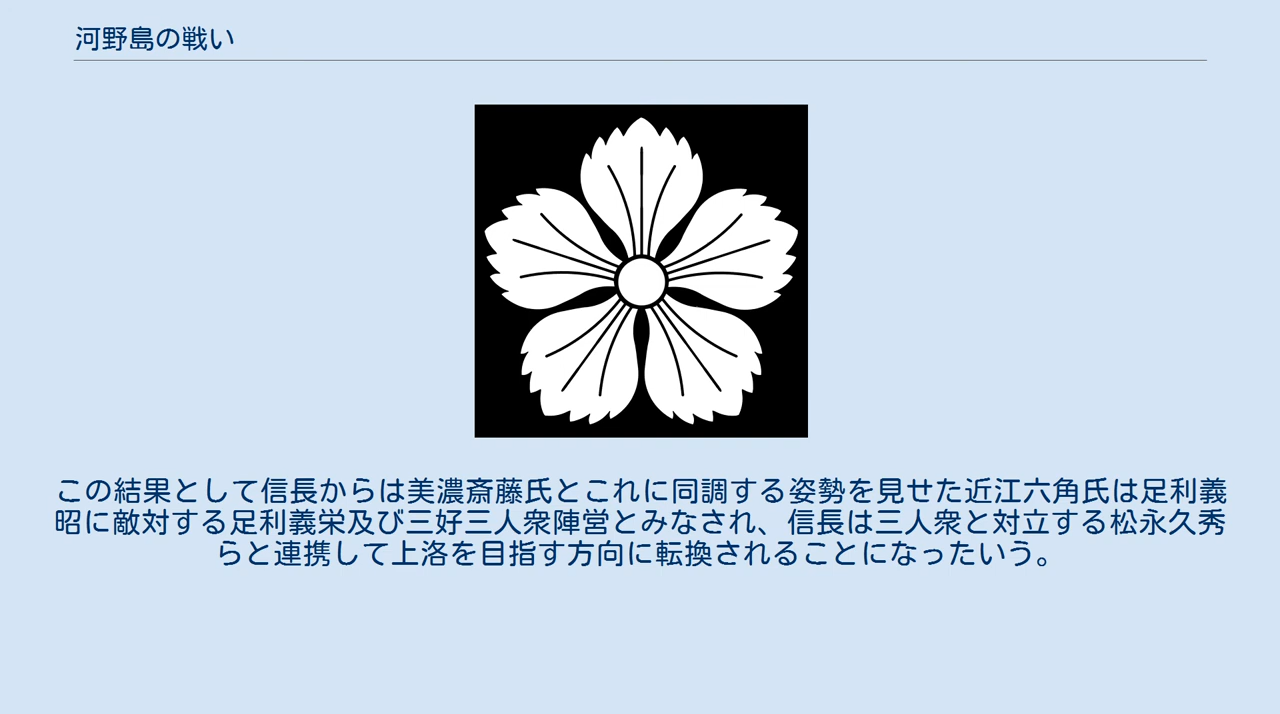 河野島の戦い
この結果として信長からは美濃斎藤氏とこれに同調する姿勢を見せた近江六角氏は足利義
昭に敵対する足利義栄及び三好三人衆陣営とみなされ、信長は三人衆と対立する松永久秀
らと連携して上洛を目指す方向に転換されることになったいう。